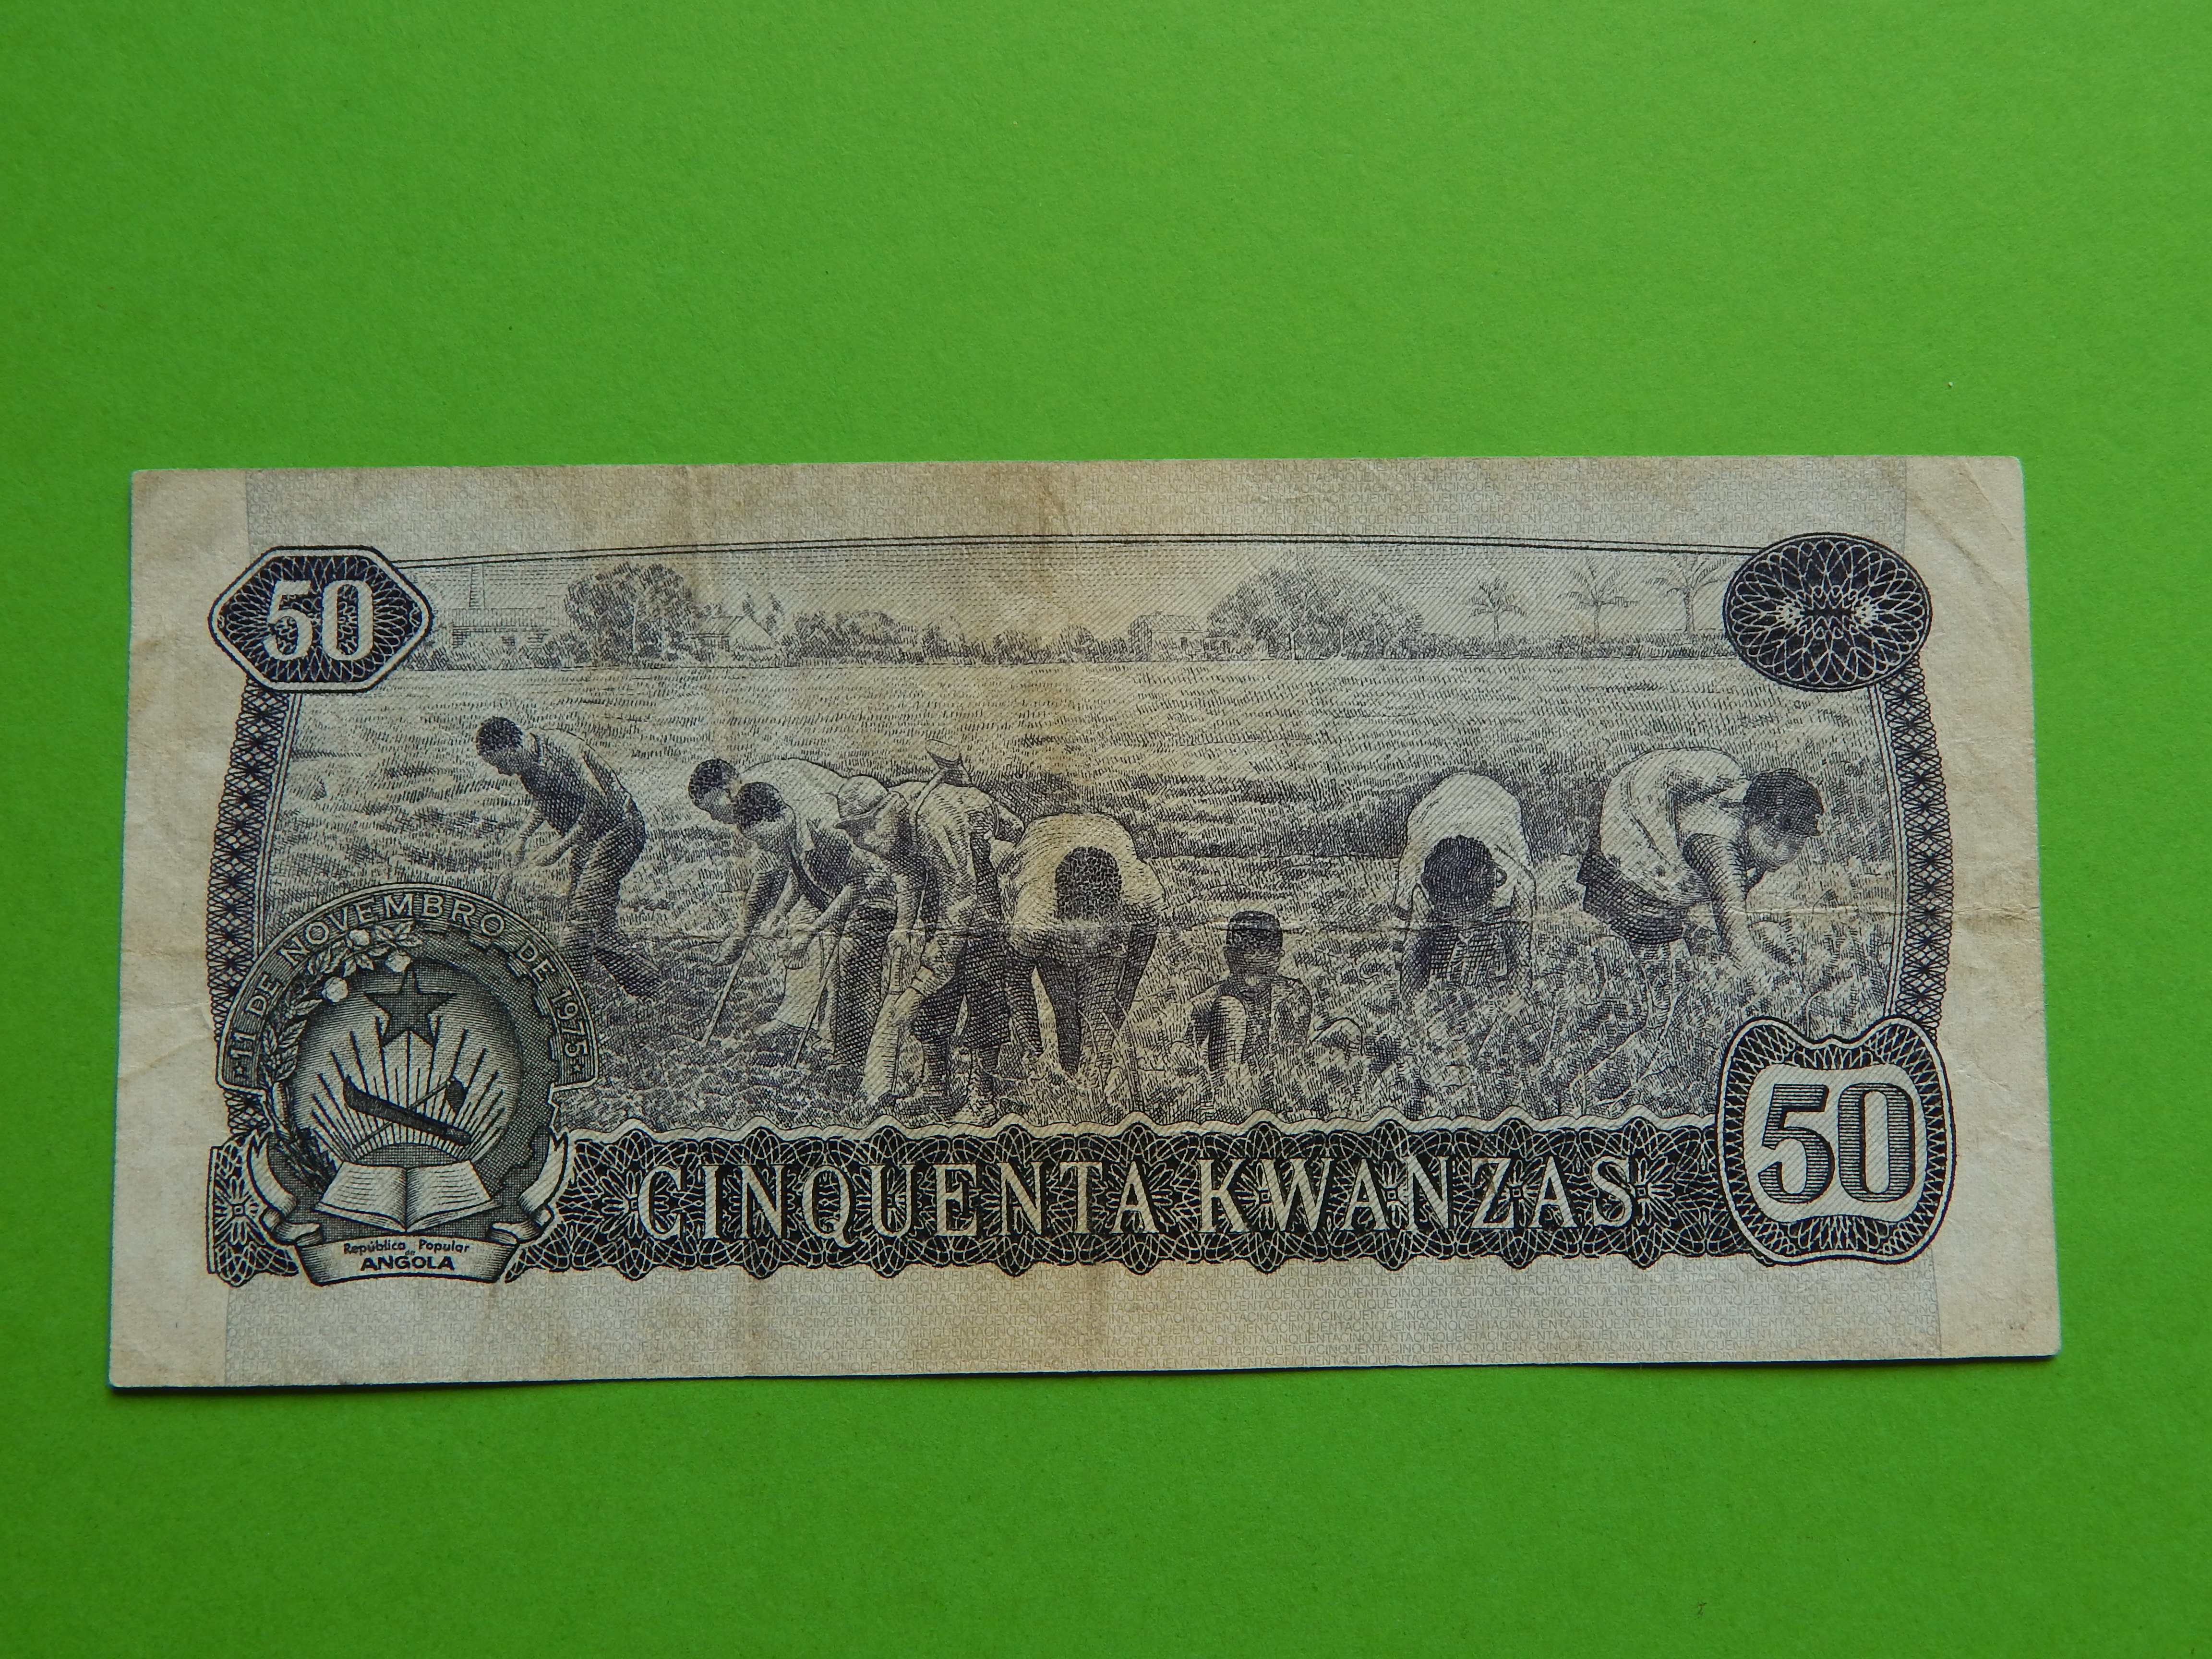 50
★ 11 DE NOVEMBRO DE 1975 ★
República Popular
de
ANGOLA
CINQUENTA KWANZAS
50